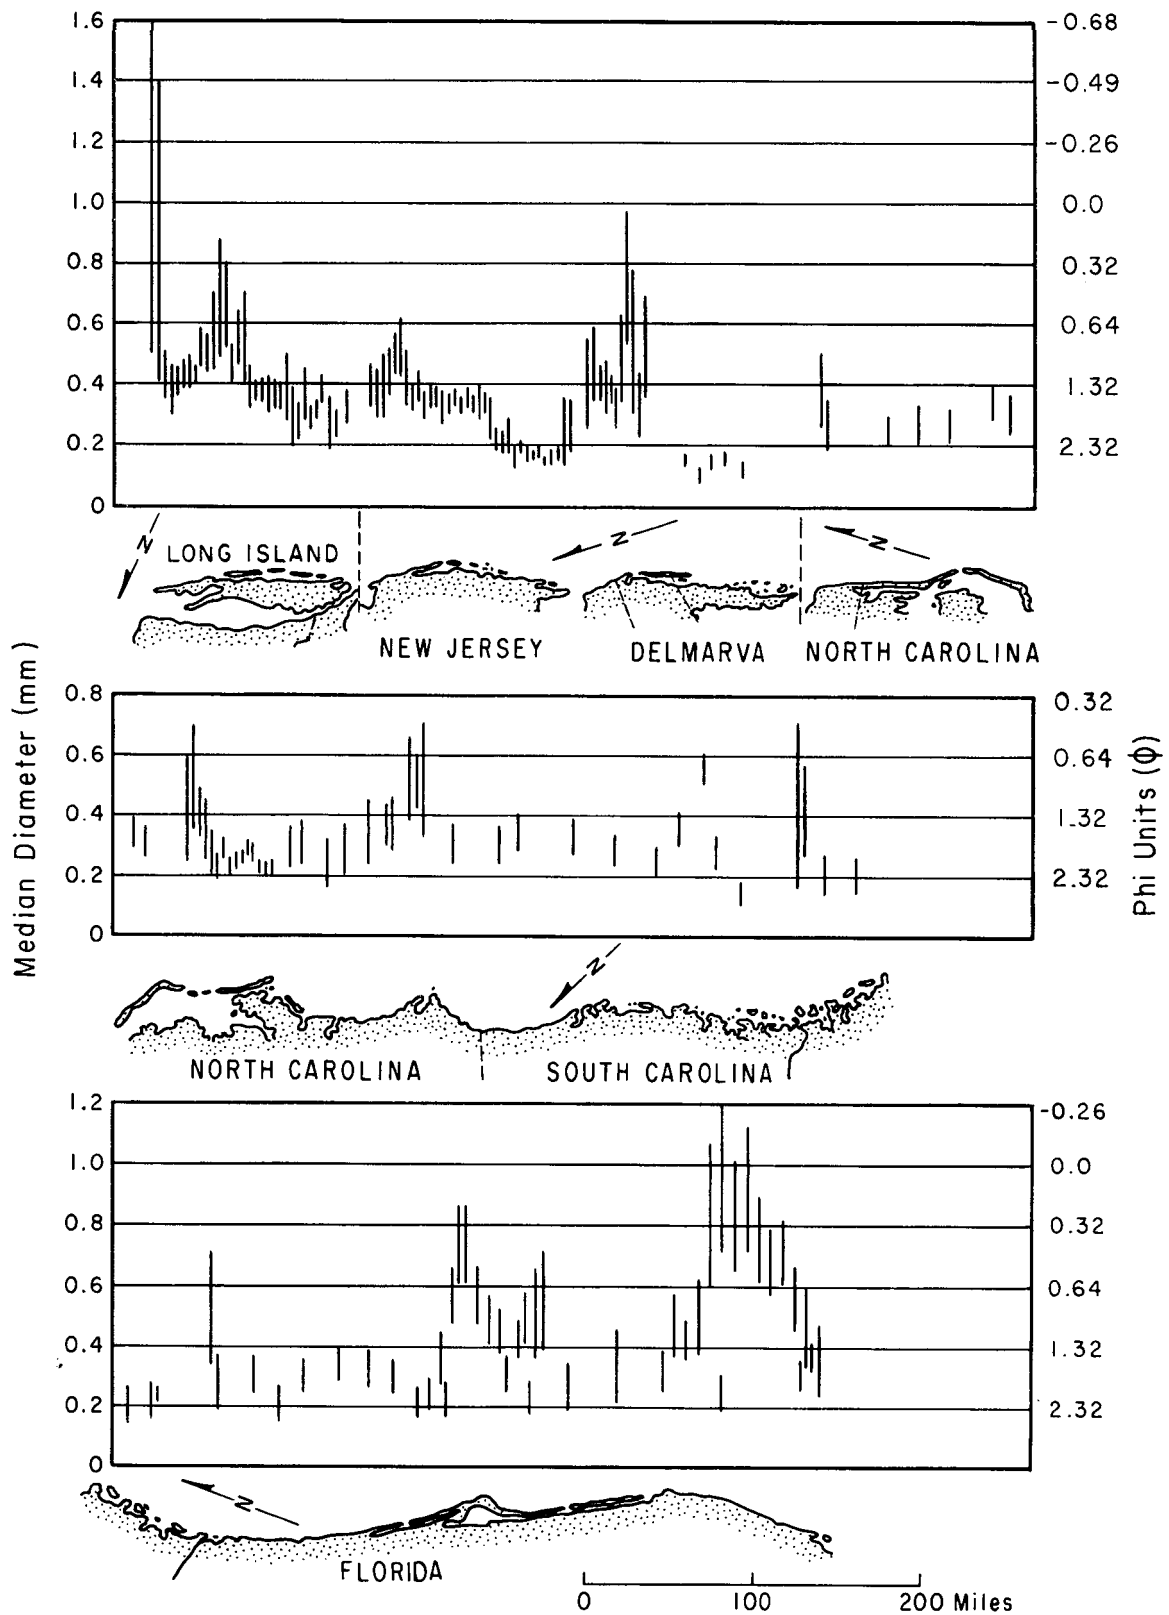 1.6 -0.68
1.4 -0.49
1.2 -0.26
1.0 0.0
0.8 0.32
0.6 0.64
0.4 1.32
0.2 2.32
0
N LONG ISLAND N N
NEW JERSEY DELMARVA NORTH CAROLINA
Median Diameter (mm)
Phi Units (ϕ)
0.8 0.32
0.6 0.64
0.4 1.32
0.2 2.32
0
N
NORTH CAROLINA SOUTH CAROLINA
1.2 -0.26
1.0 0.0
0.8 0.32
0.6 0.64
0.4 1.32
0.2 2.32
0
N
FLORIDA
0 100 200 Miles